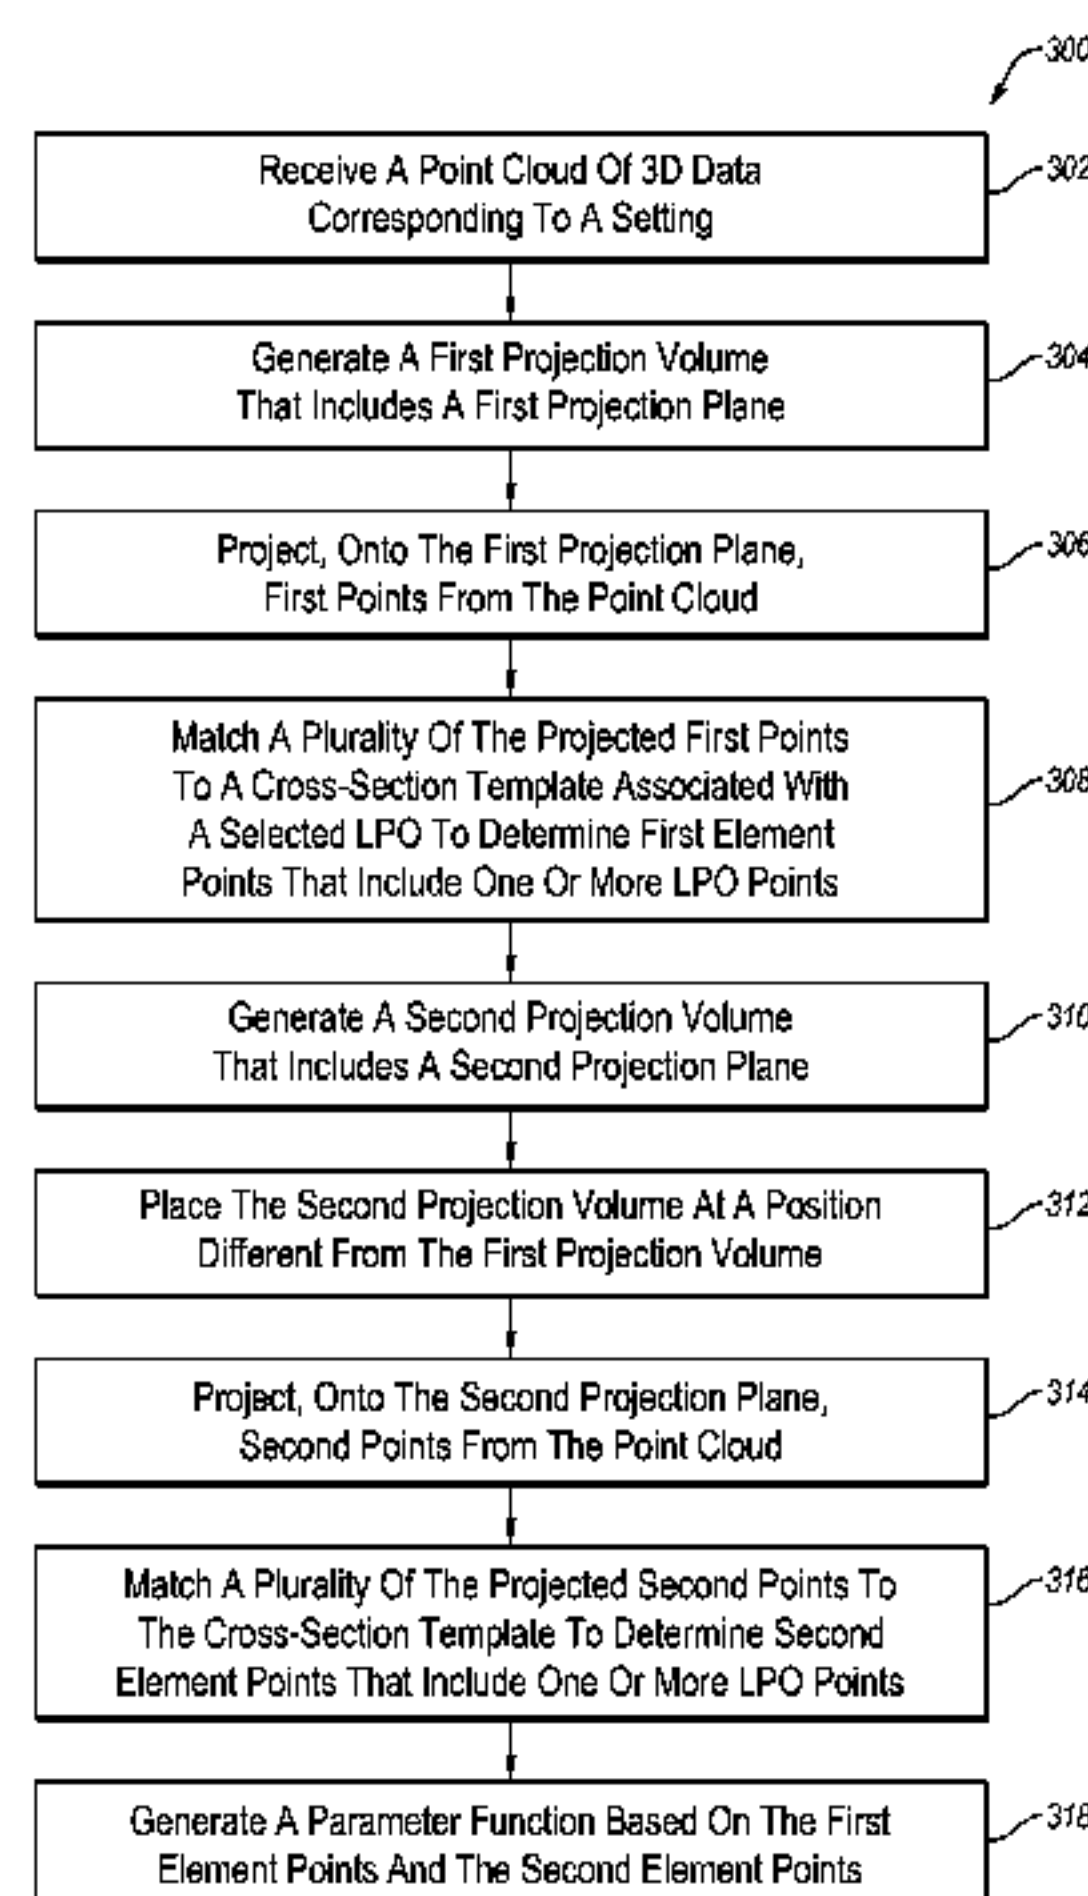 300
Receive A Point Cloud Of 3D Data
Corresponding To A Setting
302
Generate A First Projection Volume
That Includes A First Projection Plane
304
Project, Onto The First Projection Plane,
First Points From The Point Cloud
306
Match A Plurality Of The Projected First Points
To A Cross-Section Template Associated With
A Selected LPO To Determine First Element
Points That Include One Or More LPO Points
308
Generate A Second Projection Volume
That Includes A Second Projection Plane
310
Place The Second Projection Volume At A Position
Different From The First Projection Volume
312
Project, Onto The Second Projection Plane,
Second Points From The Point Cloud
314
Match A Plurality Of The Projected Second Points To
The Cross-Section Template To Determine Second
Element Points That Include One Or More LPO Points
316
Generate A Parameter Function Based On The First
Element Points And The Second Element Points
318